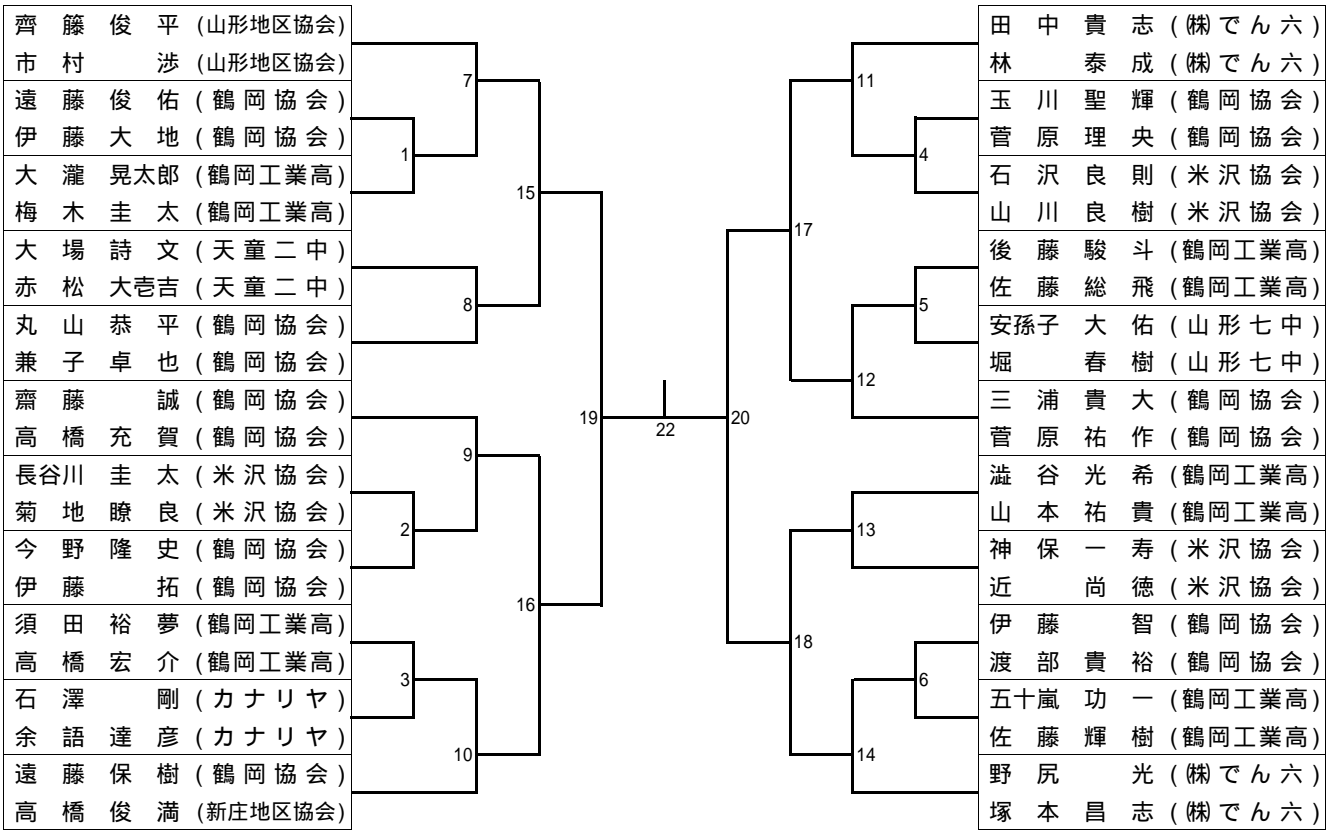 齊 籐 俊 平 (山形地区協会)
市 村 渉 (山形地区協会)
遠 藤 俊 佑 ( 鶴 岡 協 会 )
伊 藤 大 地 ( 鶴 岡 協 会 )
大 瀧 晃太郎 (鶴岡工業高)
梅 木 圭 太 (鶴岡工業高)
大 場 詩 文 ( 天 童 二 中 )
赤 松 大壱吉 ( 天 童 二 中 )
丸 山 恭 平 ( 鶴 岡 協 会 )
兼 子 卓 也 ( 鶴 岡 協 会 )
齋 藤 誠 ( 鶴 岡 協 会 )
高 橋 充 賀 ( 鶴 岡 協 会 )
長谷川 圭 太 ( 米 沢 協 会 )
菊 地 瞭 良 ( 米 沢 協 会 )
今 野 隆 史 ( 鶴 岡 協 会 )
伊 藤 拓 ( 鶴 岡 協 会 )
須 田 裕 夢 (鶴岡工業高)
高 橋 宏 介 (鶴岡工業高)
石 澤 剛 ( カ ナ リ ヤ )
余 語 達 彦 ( カ ナ リ ヤ )
遠 藤 保 樹 ( 鶴 岡 協 会 )
高 橋 俊 満 (新庄地区協会)
7
1
15
8
19
9
2
16
3
10
22
20
11
4
17
5
12
13
18
6
14
田 中 貴 志 ( ㈱ で ん 六 )
林 泰 成 ( ㈱ で ん 六 )
玉 川 聖 輝 ( 鶴 岡 協 会 )
菅 原 理 央 ( 鶴 岡 協 会 )
石 沢 良 則 ( 米 沢 協 会 )
山 川 良 樹 ( 米 沢 協 会 )
後 藤 駿 斗 (鶴岡工業高)
佐 藤 総 飛 (鶴岡工業高)
安孫子 大 佑 ( 山 形 七 中 )
堀 春 樹 ( 山 形 七 中 )
三 浦 貴 大 ( 鶴 岡 協 会 )
菅 原 祐 作 ( 鶴 岡 協 会 )
澁 谷 光 希 (鶴岡工業高)
山 本 祐 貴 (鶴岡工業高)
神 保 一 寿 ( 米 沢 協 会 )
近 尚 徳 ( 米 沢 協 会 )
伊 藤 智 ( 鶴 岡 協 会 )
渡 部 貴 裕 ( 鶴 岡 協 会 )
五十嵐 功 一 (鶴岡工業高)
佐 藤 輝 樹 (鶴岡工業高)
野 尻 光 ( ㈱ で ん 六 )
塚 本 昌 志 ( ㈱ で ん 六 )